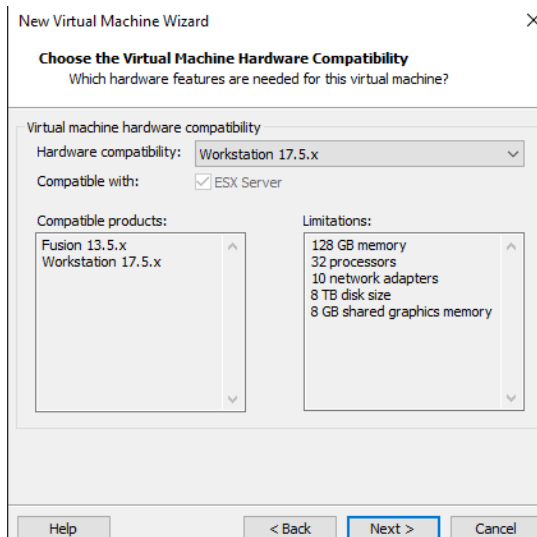 New Virtual Machine Wizard
Choose the Virtual Machine Hardware Compatibility
Which hardware features are needed for this virtual machine?
Virtual machine hardware compatibility
Hardware compatibility: Workstation 17.5.x
Compatible with: ESX Server
Compatible products:
Fusion 13.5.x
Workstation 17.5.x
Limitations:
128 GB memory
32 processors
10 network adapters
8 TB disk size
8 GB shared graphics memory
Help < Back Next > Cancel